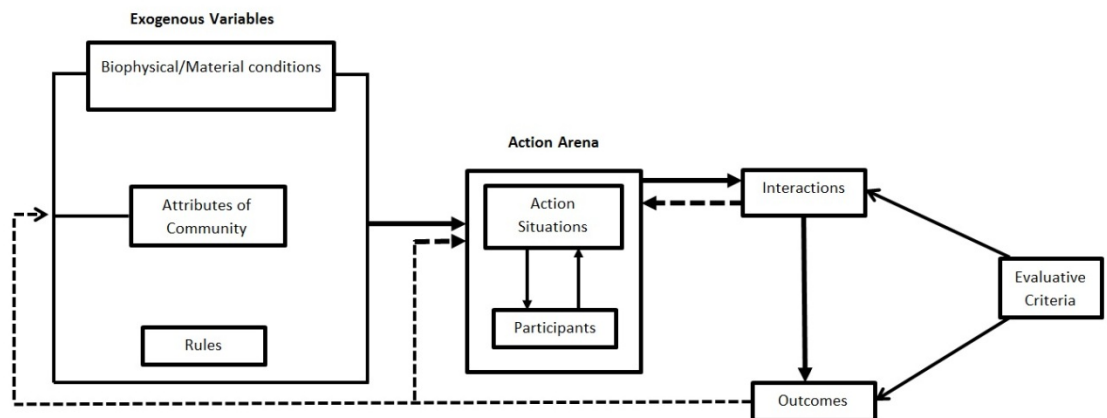 Exogenous Variables
Biophysical/Material conditions
Attributes of
Community
Rules
Action Arena
Action
Situations
Participants
Interactions
Outcomes
Evaluative
Criteria